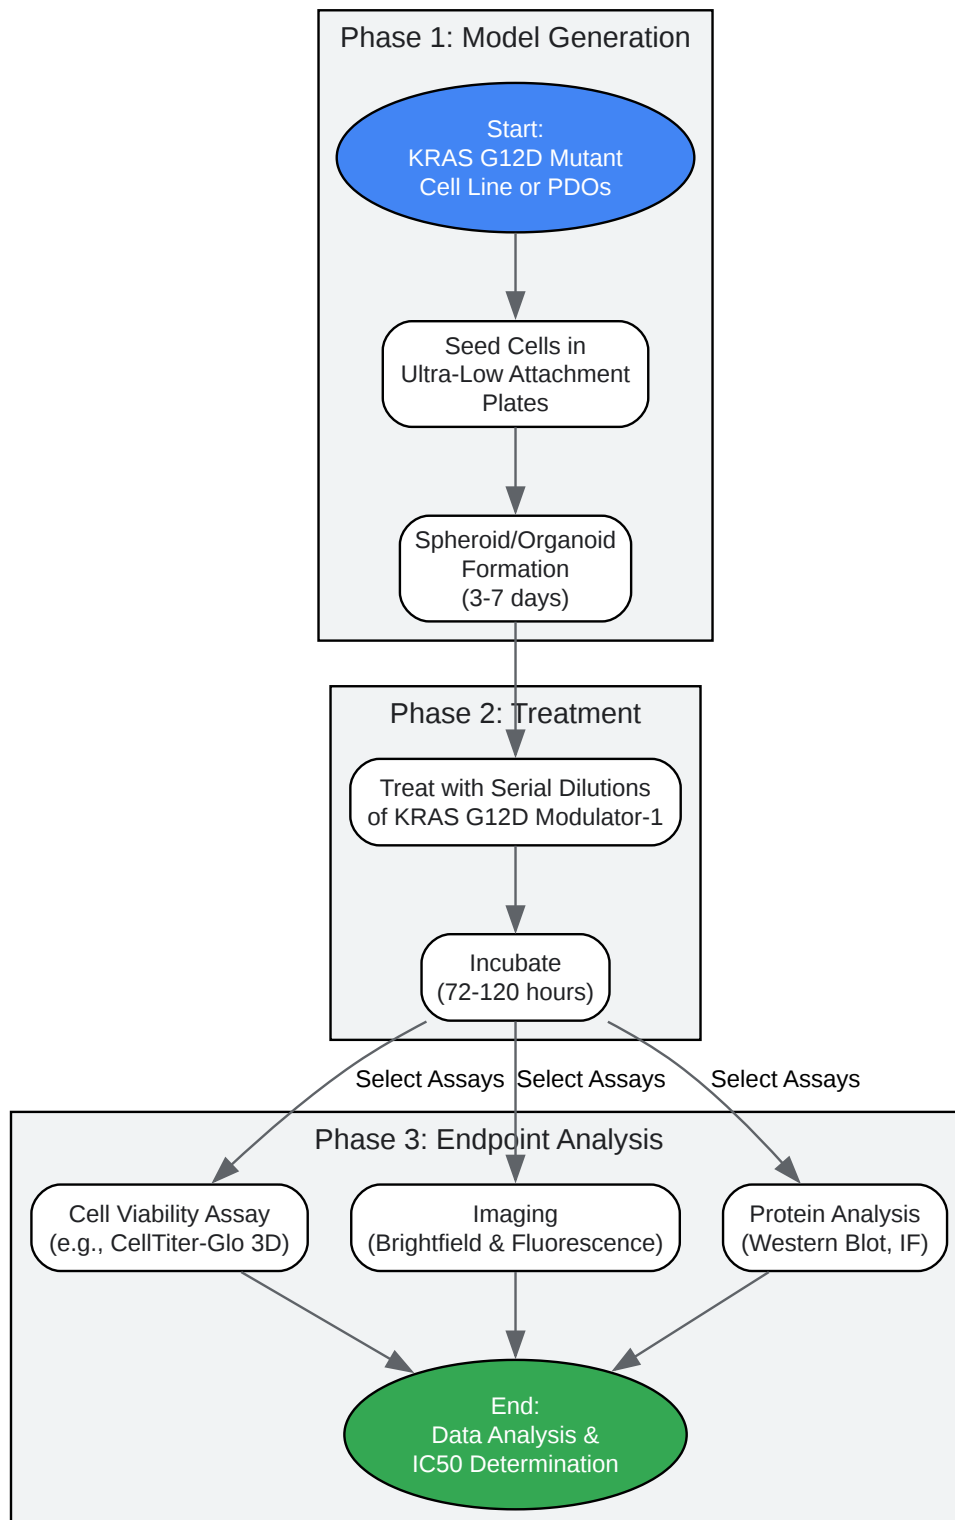 Phase 1: Model Generation
Start:
KRAS G12D Mutant
Cell Line or PDOs
Seed Cells in
Ultra-Low Attachment
Plates
Spheroid/Organoid
Formation
(3-7 days)
Phase 2: Treatment
Treat with Serial Dilutions
of KRAS G12D Modulator-1
Incubate
(72-120 hours)
Select Assays
Select Assays
Select Assays
Phase 3: Endpoint Analysis
Cell Viability Assay
(e.g., CellTiter-Glo 3D)
Imaging
(Brightfield & Fluorescence)
Protein Analysis
(Western Blot, IF)
End:
Data Analysis &
IC50 Determination